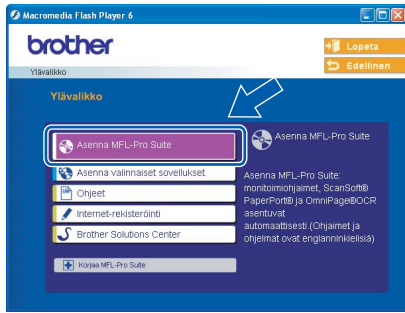 Macromedia Flash Player 6
brother
Lopeta
Edellinen
Ylävalikko
Ylävalikko
Asenna MFL-Pro Suite
Asenna valinnaiset sovellukset
Ohjeet
Internet-rekisteröinti
Brother Solutions Center
Korjaa MFL-Pro Suite
Asenna MFL-Pro Suite
Asenna MFL-Pro Suite:
monitoimiohjaimet, ScanSoft®
PaperPort® ja OmniPage®OCR
asentuvat
automaattisesti.(Ohjaimet ja
ohjelmat ovat englanninkielisiä)